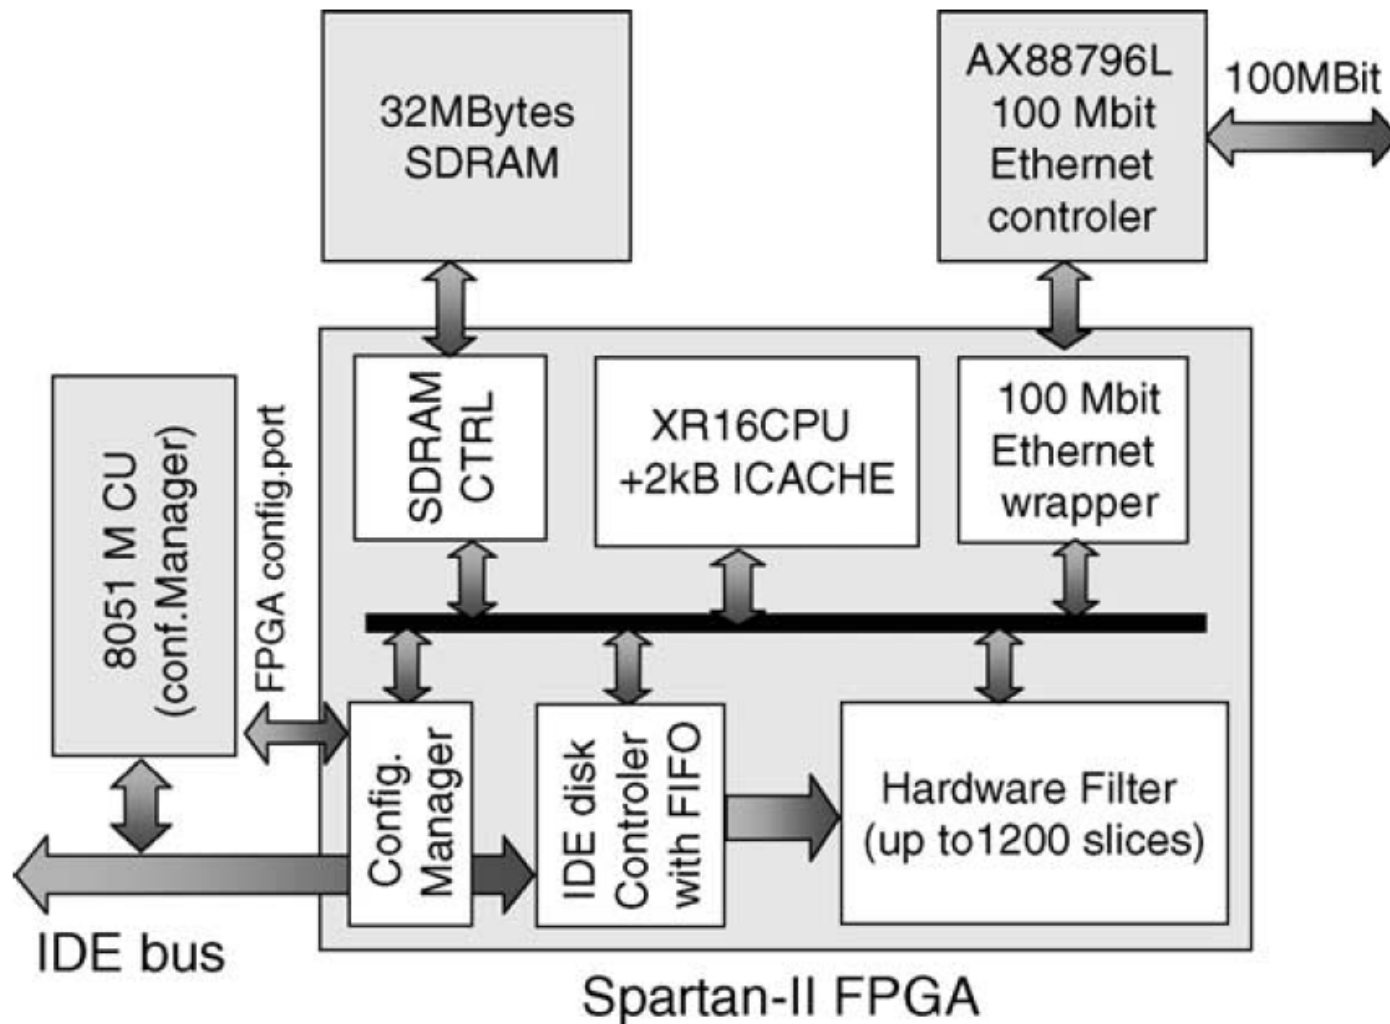 32MBytes
SDRAM
AX88796L
100 Mbit
Ethernet
controler
100MBit
8051 M CU
(conf.Manager)
FPGA config.port
SDRAM
CTRL
XR16CPU
+2kB ICACHE
100 Mbit
Ethernet
wrapper
Config.
Manager
IDE disk
Controler
with FIFO
Hardware Filter
(up to1200 slices)
IDE bus
Spartan-II FPGA